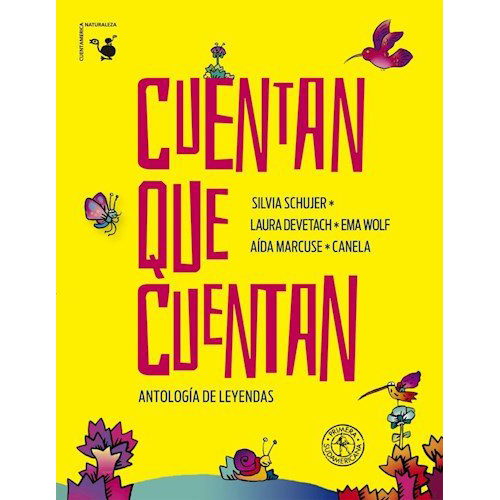 CUENTAMERICA
NATURALEZA
CUENTAN
QUE
CUENTAN
SILVIA SCHUJER*
LAURA DEVETACH*EMA WOLF
AÍDA MARCUSE*CANELA
ANTOLOGÍA DE LEYENDAS
PRIMERA
SUDAMERICANA